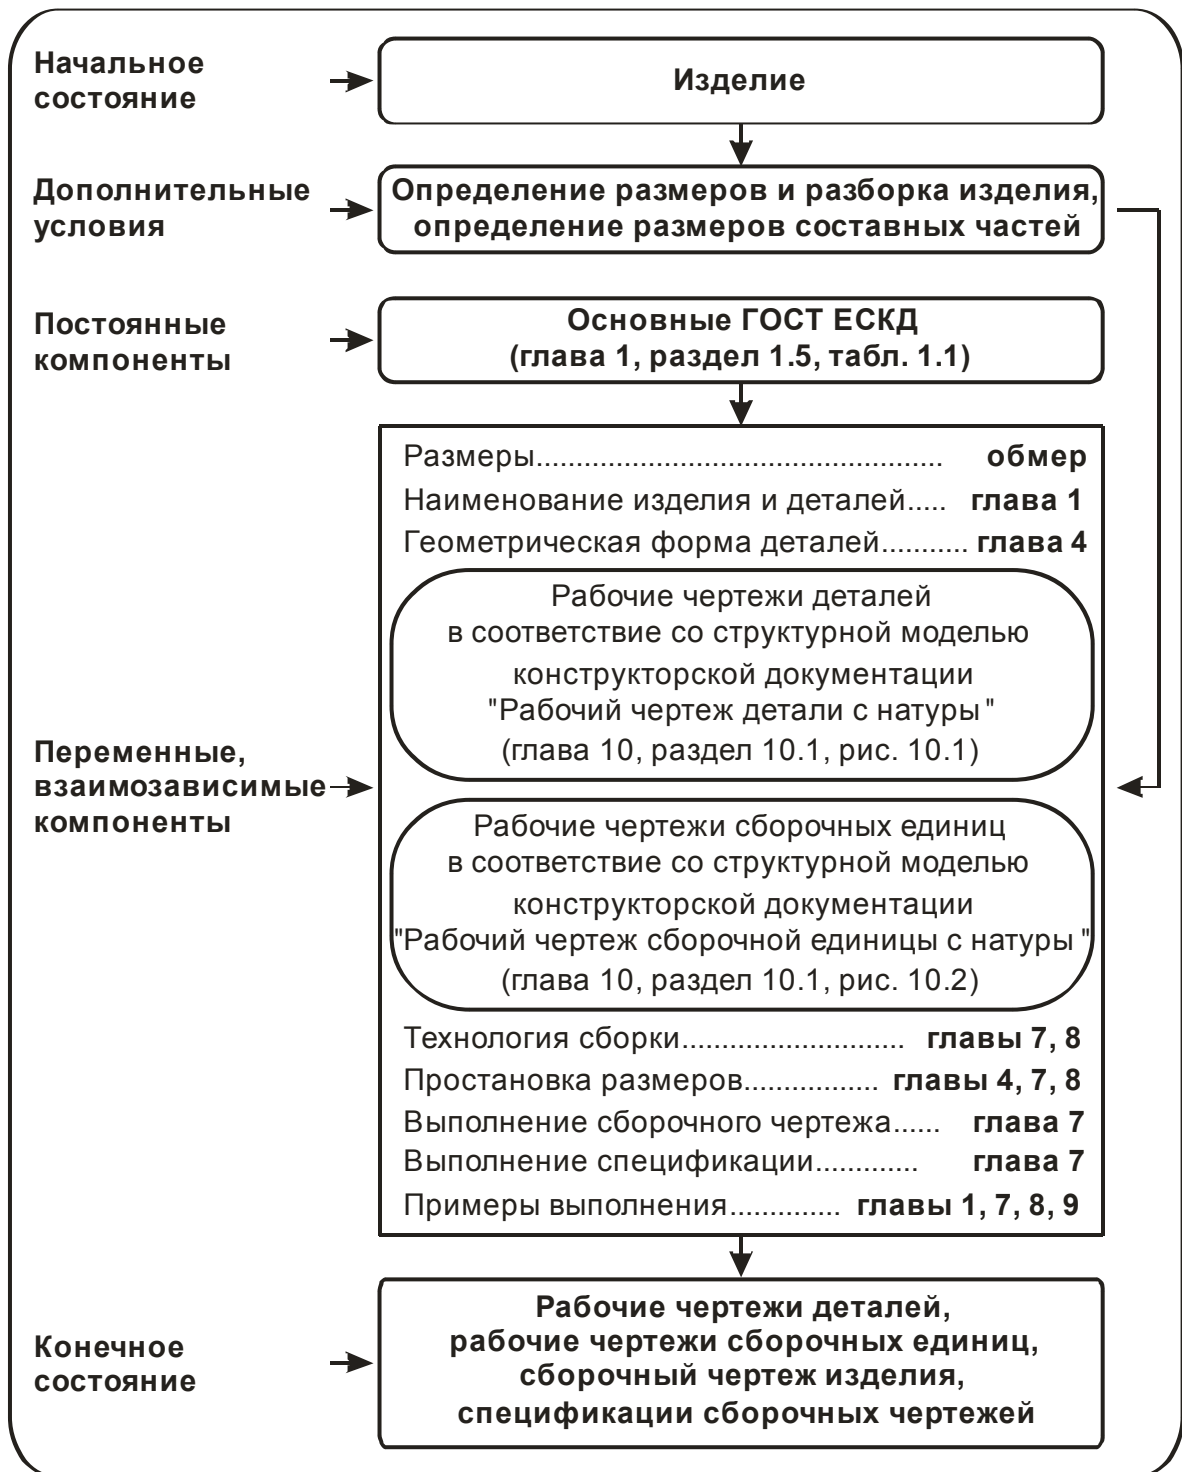 Начальное
состояние
Изделие
Дополнительные
условия
Определение размеров и разборка изделия,
определение размеров составных частей
Постоянные
компоненты
Основные ГОСТ ЕСКД
(глава 1, раздел 1.5, табл. 1.1)
Переменные,
взаимозависимые
компоненты
Размеры.................................................. обмер
Наименование изделия и деталей..... глава 1
Геометрическая форма деталей........... глава 4
Рабочие чертежи деталей
в соответствие со структурной моделью
конструкторской документации
"Рабочий чертеж детали с натуры"
(глава 10, раздел 10.1, рис. 10.1)
Рабочие чертежи сборочных единиц
в соответствие со структурной моделью
конструкторской документации
"Рабочий чертеж сборочной единицы с натуры"
(глава 10, раздел 10.1, рис. 10.2)
Технология сборки............................ главы 7, 8
Простановка размеров................. главы 4, 7, 8
Выполнение сборочного чертежа...... глава 7
Выполнение спецификации............. глава 7
Примеры выполнения.............. главы 1, 7, 8, 9
Конечное
состояние
Рабочие чертежи деталей,
рабочие чертежи сборочных единиц,
сборочный чертеж изделия,
спецификации сборочных чертежей